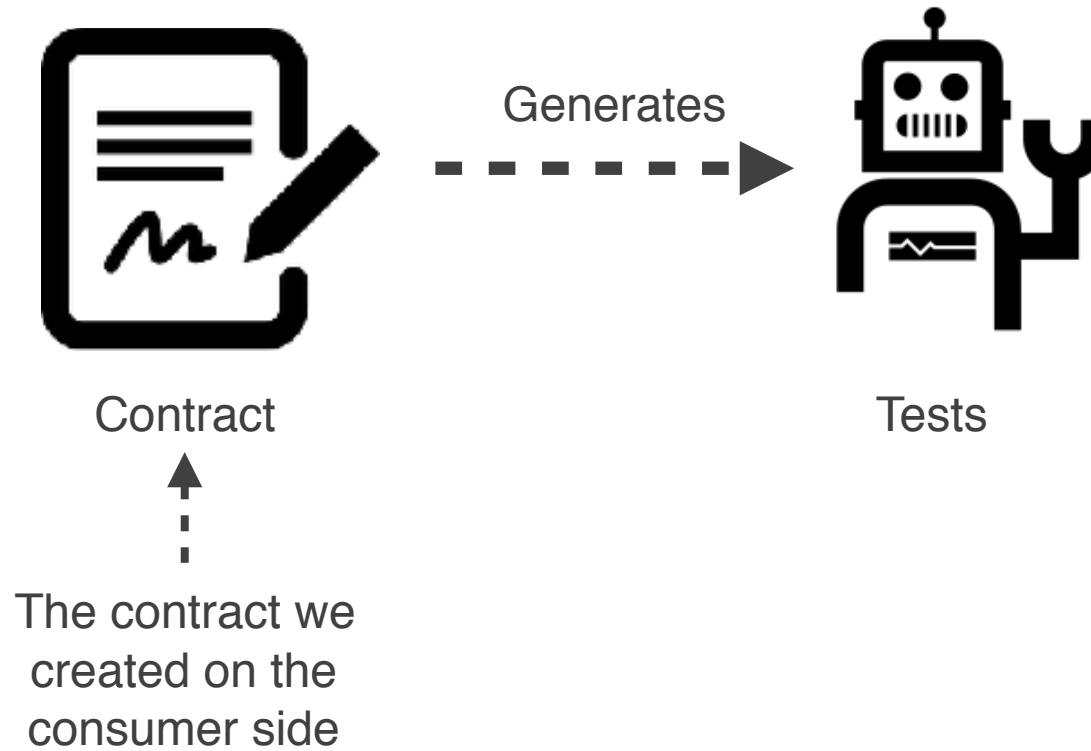 Generates
Contract
Tests
The contract we
created on the
consumer side